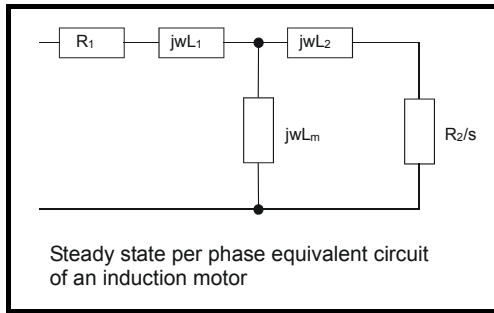 R₁
jwL₁
jwL₂
jwLₘ
R₂/s
Steady state per phase equivalent circuit
of an induction motor